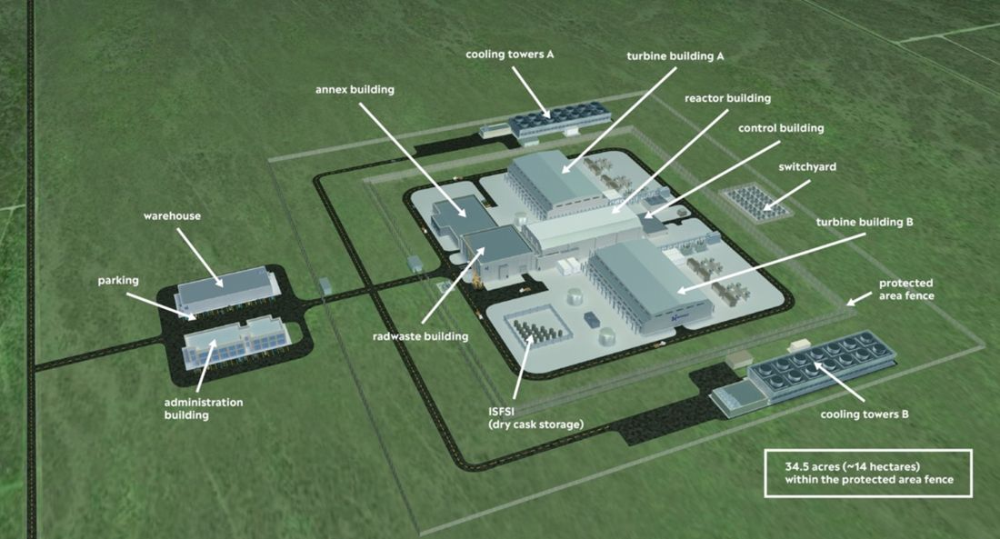 cooling towers A
turbine building A
annex building
reactor building
control building
switchyard
warehouse
turbine building B
parking
protected
area fence
radwaste building
administration
building
ISFSI
(dry cask storage)
cooling towers B
34.5 acres (~14 hectares)
within the protected area fence